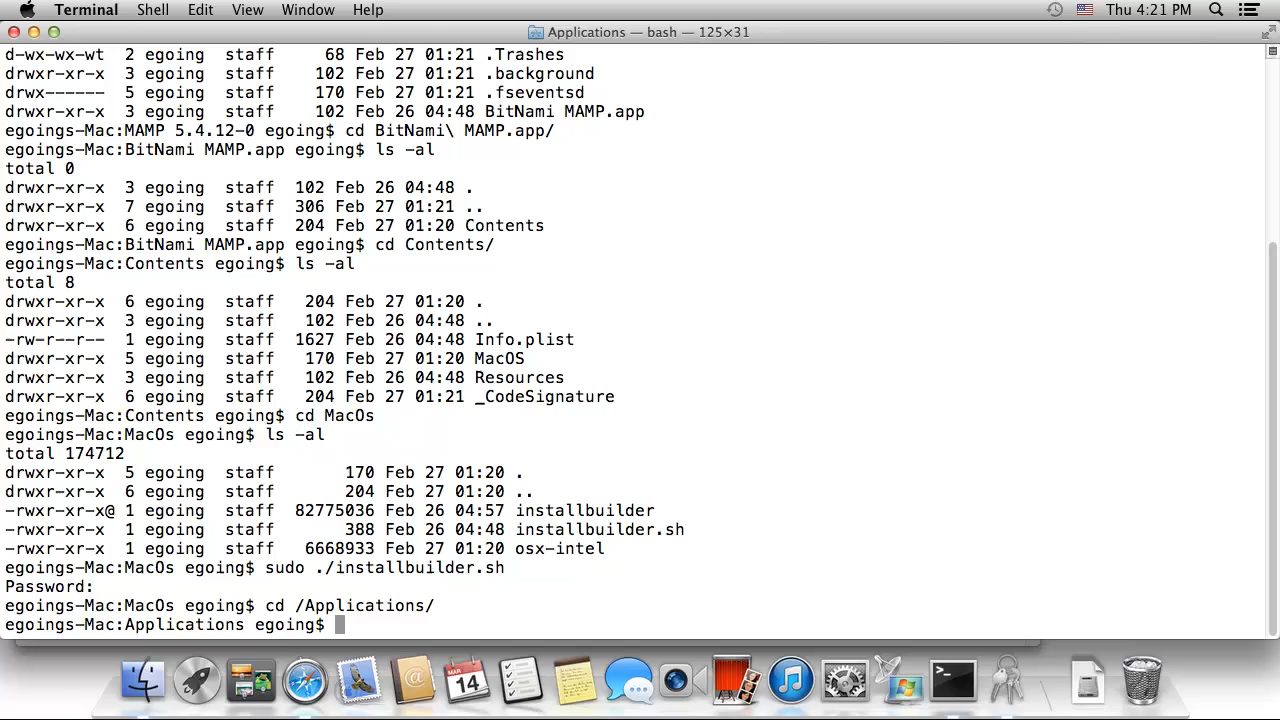 Terminal Shell Edit View Window Help Thu 4:21 PM
Applications — bash — 125×31
d-wx-wx-wt 2 egoing staff 68 Feb 27 01:21 .Trashes
drwxr-xr-x 3 egoing staff 102 Feb 27 01:21 .background
drwx------ 5 egoing staff 170 Feb 27 01:21 .fseventsd
drwxr-xr-x 3 egoing staff 102 Feb 26 04:48 BitNami MAMP.app
egoings-Mac:MAMP 5.4.12-0 egoing$ cd BitNami\ MAMP.app/
egoings-Mac:BitNami MAMP.app egoing$ ls -al
total 0
drwxr-xr-x 3 egoing staff 102 Feb 26 04:48 .
drwxr-xr-x 7 egoing staff 306 Feb 27 01:21 ..
drwxr-xr-x 6 egoing staff 204 Feb 27 01:20 Contents
egoings-Mac:BitNami MAMP.app egoing$ cd Contents/
egoings-Mac:Contents egoing$ ls -al
total 8
drwxr-xr-x 6 egoing staff 204 Feb 27 01:20 .
drwxr-xr-x 3 egoing staff 102 Feb 26 04:48 ..
-rw-r--r-- 1 egoing staff 1627 Feb 26 04:48 Info.plist
drwxr-xr-x 5 egoing staff 170 Feb 27 01:20 MacOS
drwxr-xr-x 3 egoing staff 102 Feb 26 04:48 Resources
drwxr-xr-x 6 egoing staff 204 Feb 27 01:21 _CodeSignature
egoings-Mac:Contents egoing$ cd MacOs
egoings-Mac:MacOs egoing$ ls -al
total 174712
drwxr-xr-x 5 egoing staff 170 Feb 27 01:20 .
drwxr-xr-x 6 egoing staff 204 Feb 27 01:20 ..
-rwxr-xr-x@ 1 egoing staff 82775036 Feb 26 04:57 installbuilder
-rwxr-xr-x 1 egoing staff 388 Feb 26 04:48 installbuilder.sh
-rwxr-xr-x 1 egoing staff 6668933 Feb 27 01:20 osx-intel
egoings-Mac:MacOs egoing$ sudo ./installbuilder.sh
Password:
egoings-Mac:MacOs egoing$ cd /Applications/
egoings-Mac:Applications egoing$
MAR
14